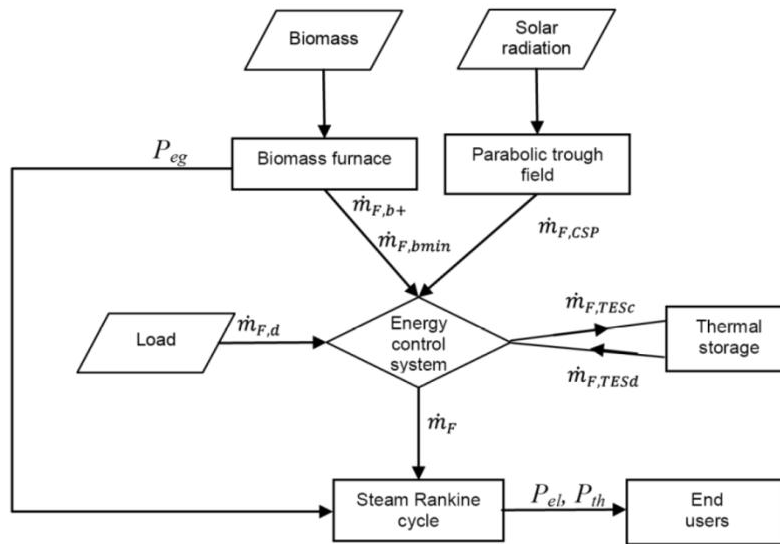 Biomass
Solar
radiation
P_eg
Biomass furnace
Parabolic trough
field
ṁ_F,b+
ṁ_F,bmin
ṁ_F,CSP
Load
ṁ_F,d
Energy
control
system
ṁ_F,TESc
ṁ_F,TESd
Thermal
storage
ṁ_F
Steam Rankine
cycle
P_el, P_th
End
users